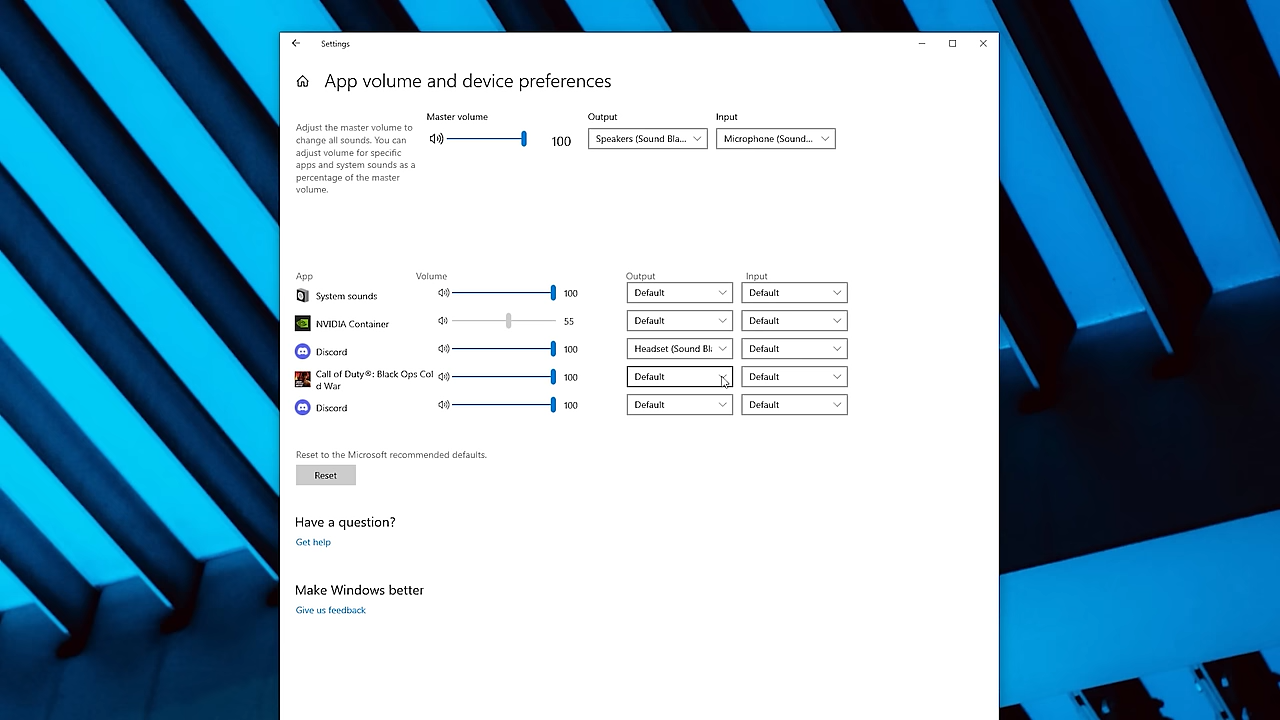 Settings
App volume and device preferences
Master volume
Output
Input
Adjust the master volume to
change all sounds. You can
adjust volume for specific
apps and system sounds as a
percentage of the master
volume.
100
Speakers (Sound Bla...
Microphone (Sound...
App
Volume
Output
Input
System sounds
100
Default
Default
NVIDIA Container
55
Default
Default
Discord
100
Headset (Sound Bl
Default
Call of Duty®: Black Ops Col
d War
100
Default
Default
Discord
100
Default
Default
Reset to the Microsoft recommended defaults.
Reset
Have a question?
Get help
Make Windows better
Give us feedback